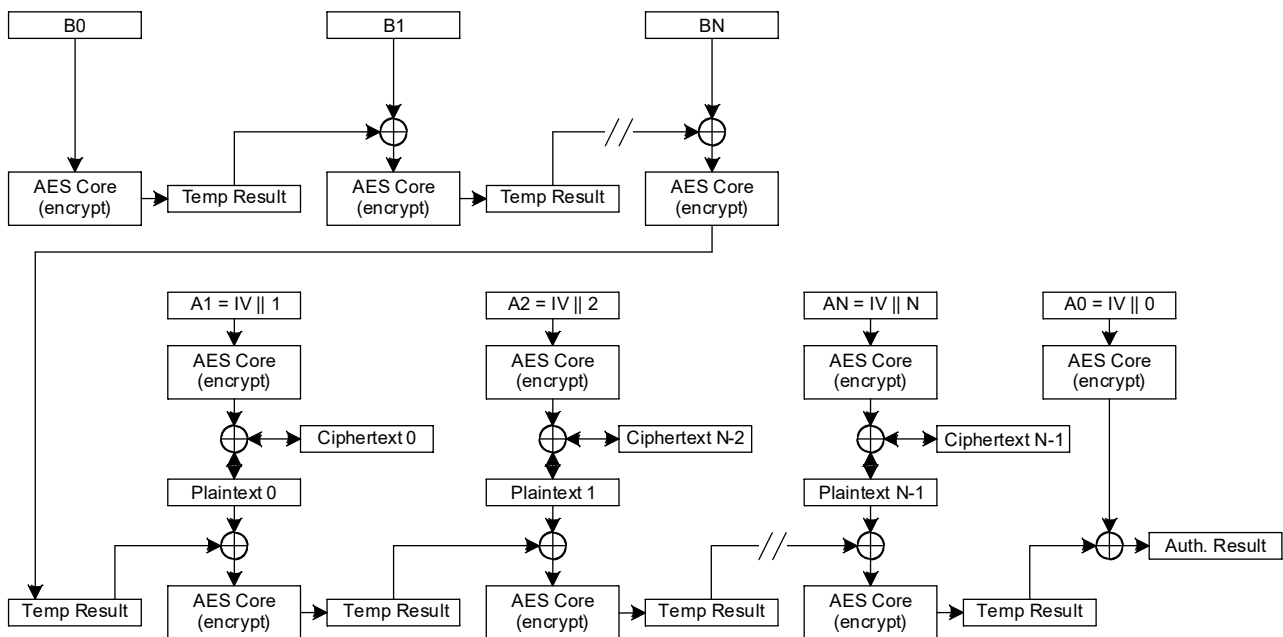 B0
B1
BN
AES Core
(encrypt)
Temp Result
AES Core
(encrypt)
Temp Result
AES Core
(encrypt)
A1 = IV || 1
A2 = IV || 2
AN = IV || N
A0 = IV || 0
AES Core
(encrypt)
AES Core
(encrypt)
AES Core
(encrypt)
AES Core
(encrypt)
Ciphertext 0
Ciphertext N-2
Ciphertext N-1
Plaintext 0
Plaintext 1
Plaintext N-1
Auth. Result
Temp Result
AES Core
(encrypt)
Temp Result
AES Core
(encrypt)
Temp Result
AES Core
(encrypt)
Temp Result